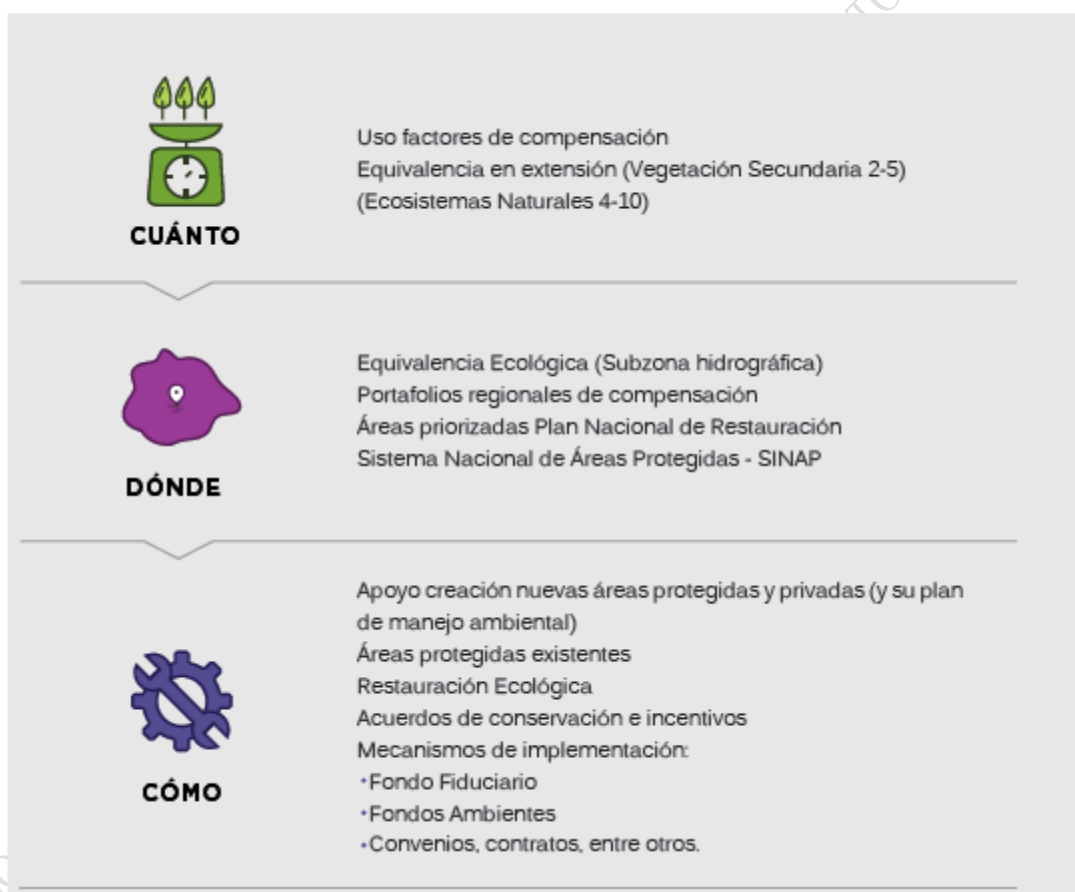 CUÁNTO
Uso factores de compensación
Equivalencia en extensión (Vegetación Secundaria 2-5)
(Ecosistemas Naturales 4-10)
DÓNDE
Equivalencia Ecológica (Subzona hidrográfica)
Portafolios regionales de compensación
Áreas priorizadas Plan Nacional de Restauración
Sistema Nacional de Áreas Protegidas - SINAP
CÓMO
Apoyo creación nuevas áreas protegidas y privadas (y su plan
de manejo ambiental)
Áreas protegidas existentes
Restauración Ecológica
Acuerdos de conservación e incentivos
Mecanismos de implementación:
•Fondo Fiduciario
•Fondos Ambientes
•Convenios, contratos, entre otros.